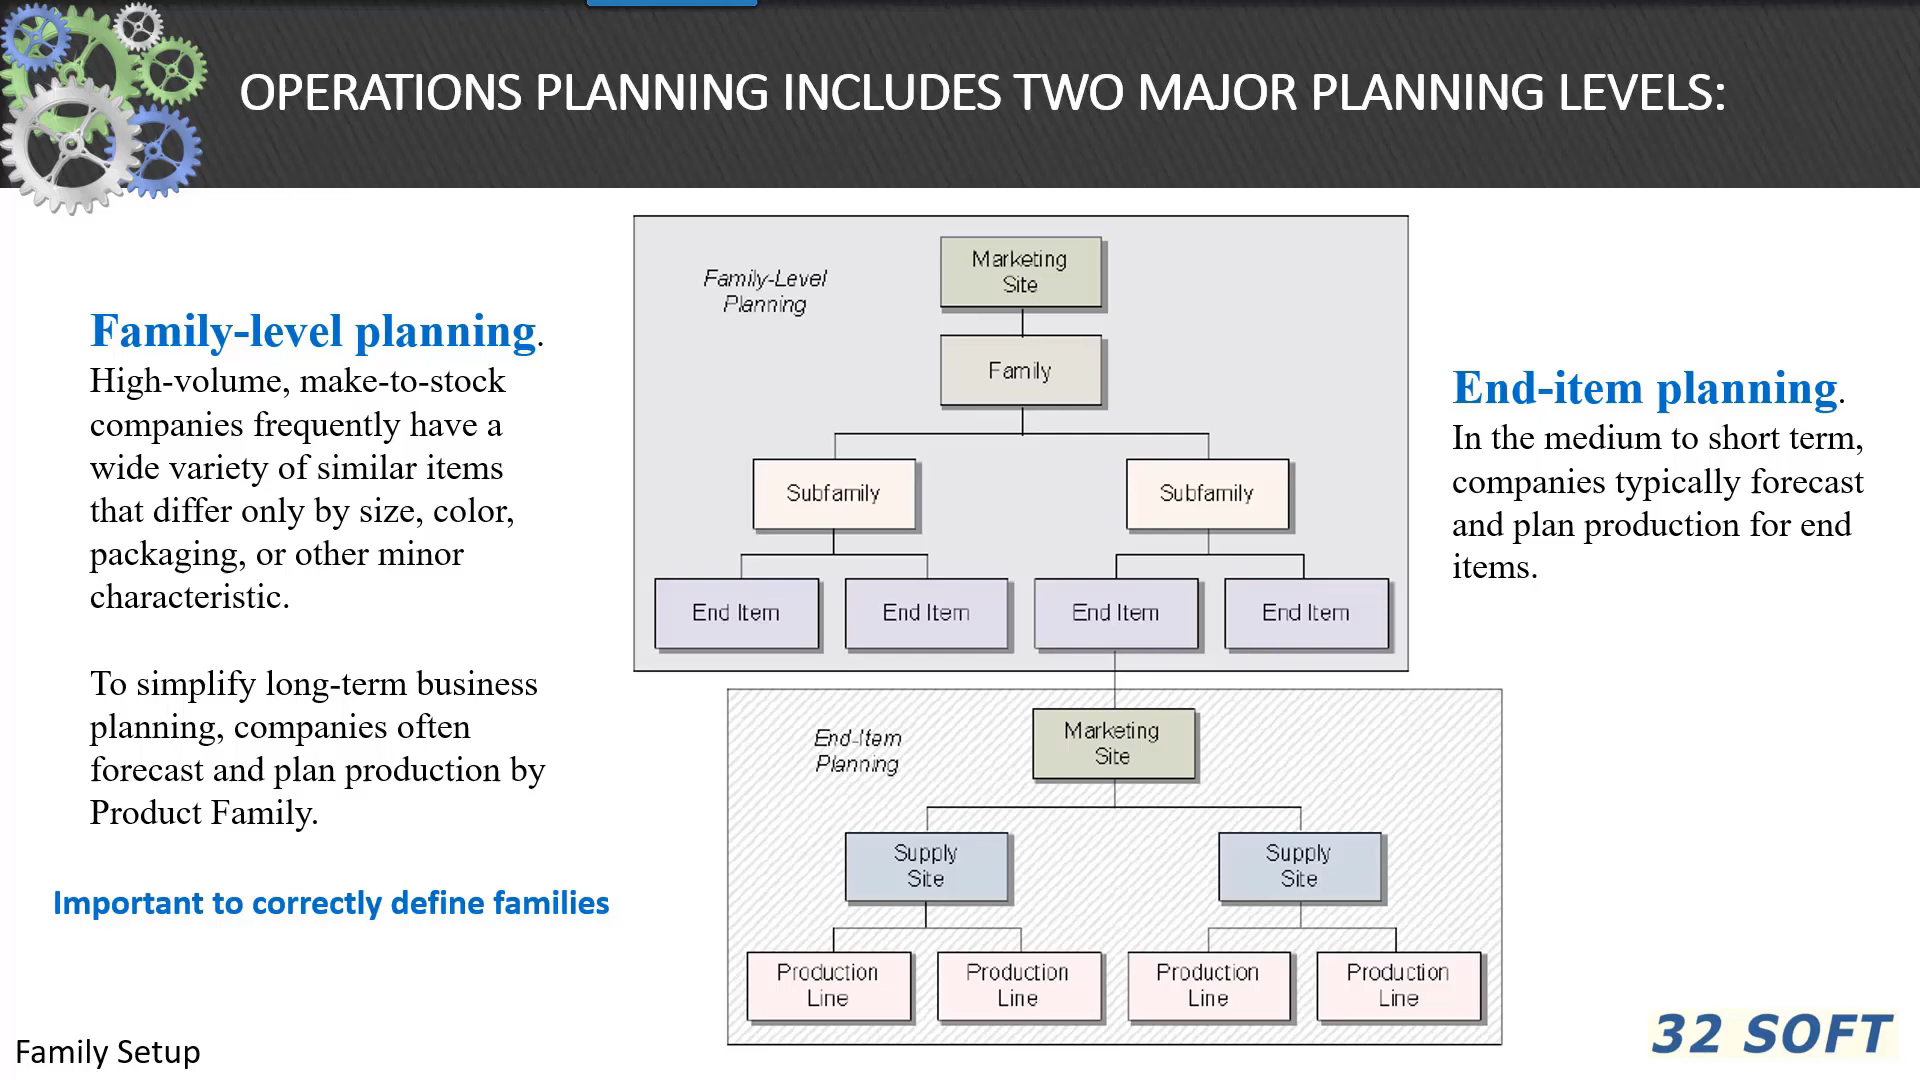 OPERATIONS PLANNING INCLUDES TWO MAJOR PLANNING LEVELS:
Family-level planning.
High-volume, make-to-stock
companies frequently have a
wide variety of similar items
that differ only by size, color,
packaging, or other minor
characteristic.
To simplify long-term business
planning, companies often
forecast and plan production by
Product Family.
Important to correctly define families
Family-Level
Planning
Marketing
Site
Family
Subfamily
Subfamily
End Item
End Item
End Item
End Item
End-Item
Planning
Marketing
Site
Supply
Site
Supply
Site
Production
Line
Production
Line
Production
Line
Production
Line
End-item planning.
In the medium to short term,
companies typically forecast
and plan production for end
items.
Family Setup
32 SOFT